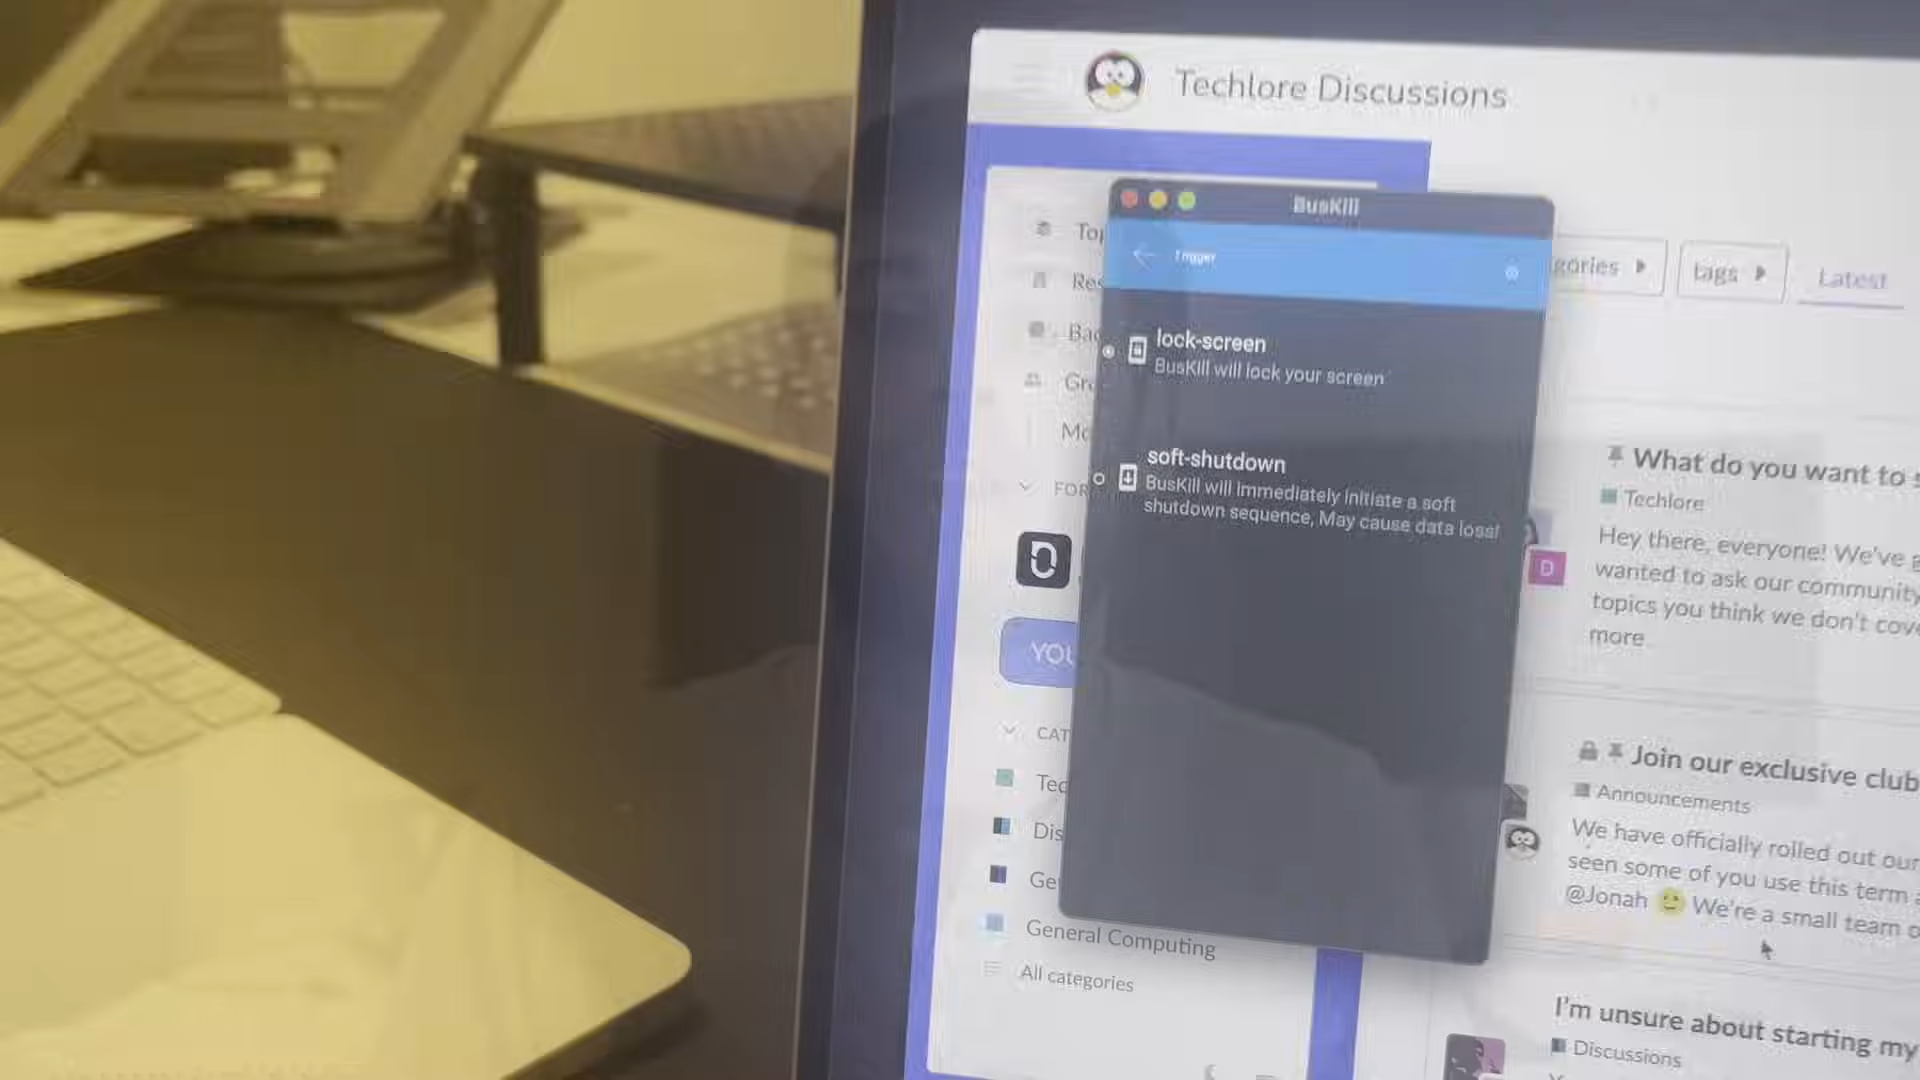 Techlore Discussions
BusKill
Trigger
tags
Latest
lock-screen
BusKill will lock your screen
soft-shutdown
BusKill will immediately initiate a soft
shutdown sequence, May cause data loss!
FOR
YOU
CAT
General Computing
All categories
What do you want to
Techlore
D
Hey there, everyone! We've
wanted to ask our community
topics you think we don't
more
Join our exclusive club
Announcements
We have officially rolled out our
seen some of you use this term
@Jonah We're a small team
I'm unsure about starting my
Discussions